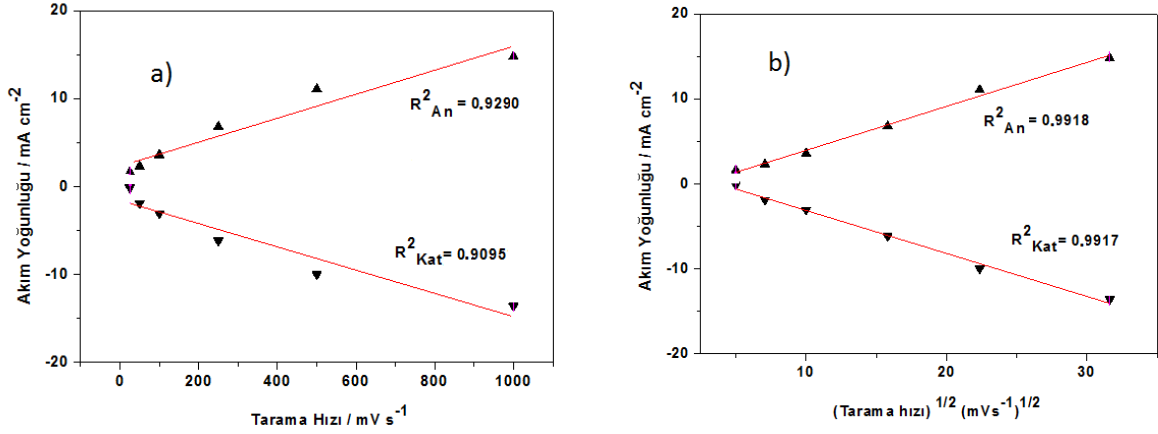 a)
Akım Yoğunluğu / mA cm-2
20
10
0
-10
-20
R2An = 0.9290
R2Kat = 0.9095
0 200 400 600 800 1000
Tarama Hızı / mV s-1
b)
Akım Yoğunluğu / mA cm-2
20
10
0
-10
-20
R2An = 0.9918
R2Kat = 0.9917
10 20 30
(Tarama hızı) 1/2 (mVs-1)1/2